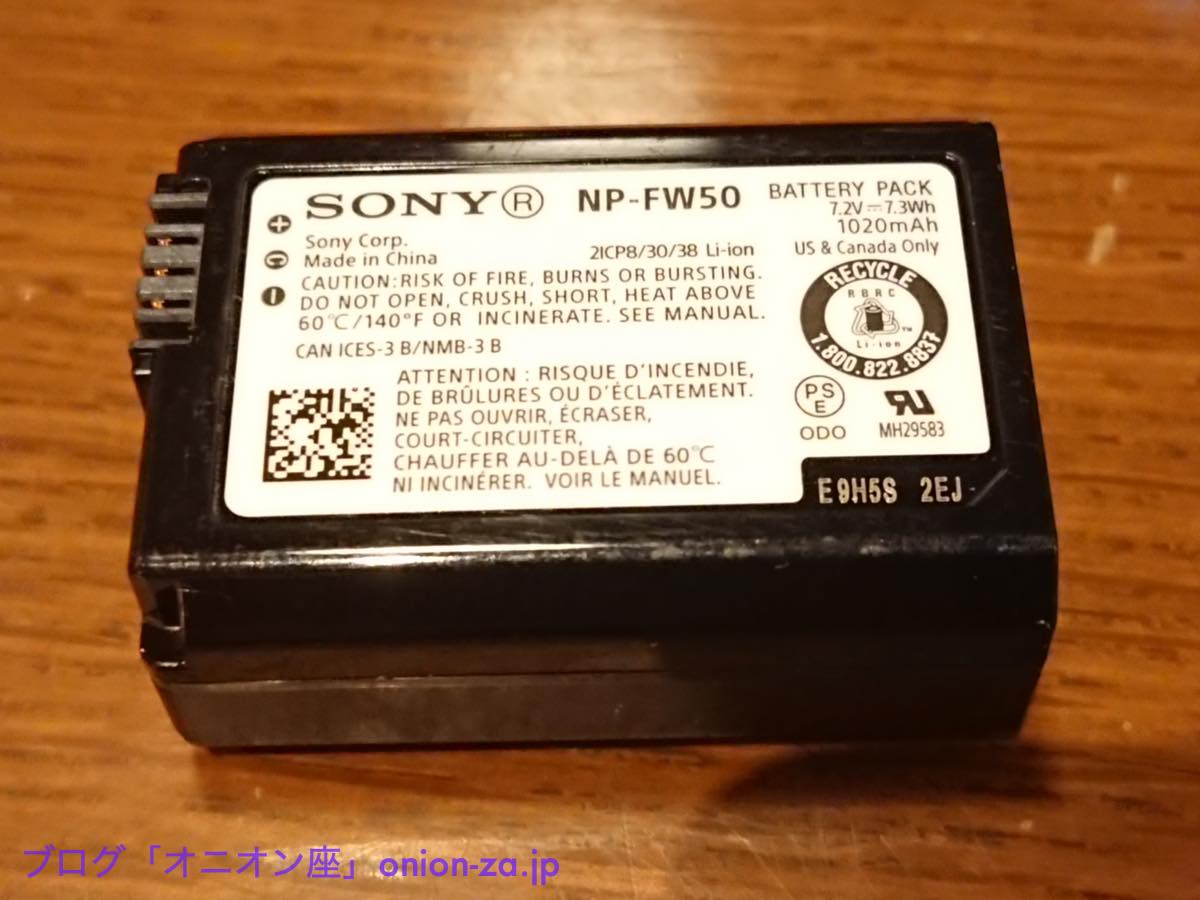 SONY® NP-FW50
BATTERY PACK
7.2V⎓7.3Wh
1020mAh
US & Canada Only
Sony Corp.
Made in China
2ICP8/30/38 Li-ion
CAUTION:RISK OF FIRE, BURNS OR BURSTING.
DO NOT OPEN, CRUSH, SHORT, HEAT ABOVE
60℃/140°F OR INCINERATE. SEE MANUAL.
CAN ICES-3 B/NMB-3 B
ATTENTION : RISQUE D'INCENDIE,
DE BRÛLURES OU D'ÉCLATEMENT.
NE PAS OUVRIR, ÉCRASER,
COURT-CIRCUITER,
CHAUFFER AU-DELÀ DE 60℃
NI INCINÉRER. VOIR LE MANUEL.
RECYCLE
RBRC
TM
Li-ion
1.800.822.8837
PS
E
ODO
MH29583
E9H5S 2EJ
ブログ「オニオン座」onion-za.jp